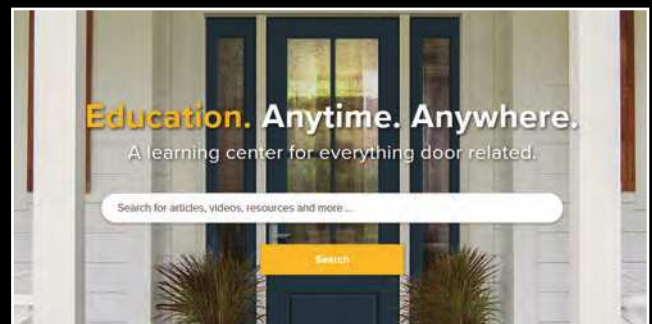 Education. Anytime. Anywhere.
A learning center for everything door related.
Search for articles, videos, resources and more ...
Search